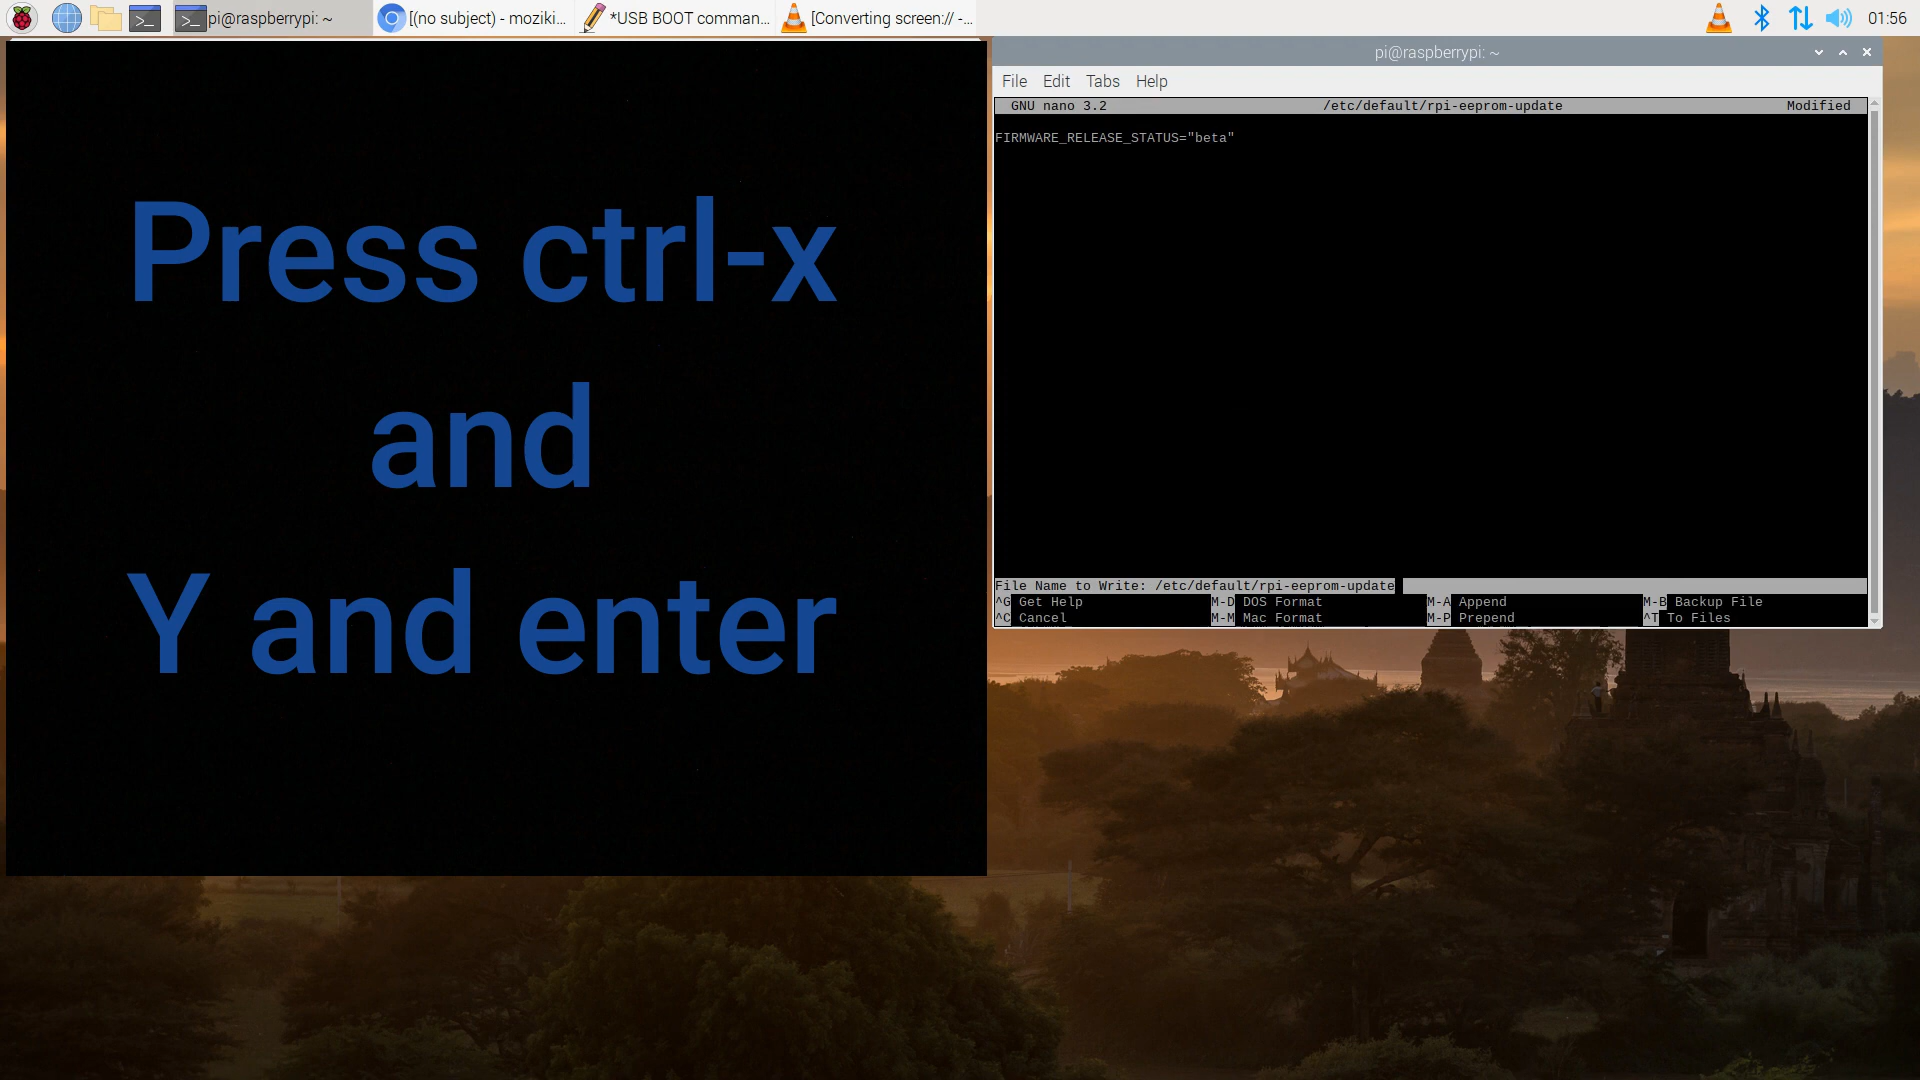 pi@raspberrypi: ~
[(no subject) - moziki...
*USB BOOT comman...
[Converting screen:// -...
01:56
Press ctrl-x
and
Y and enter
pi@raspberrypi: ~
File Edit Tabs Help
GNU nano 3.2 /etc/default/rpi-eeprom-update Modified
FIRMWARE_RELEASE_STATUS="beta"
File Name to Write: /etc/default/rpi-eeprom-update
^G Get Help M-D DOS Format M-A Append M-B Backup File
^C Cancel M-M Mac Format M-P Prepend ^T To Files